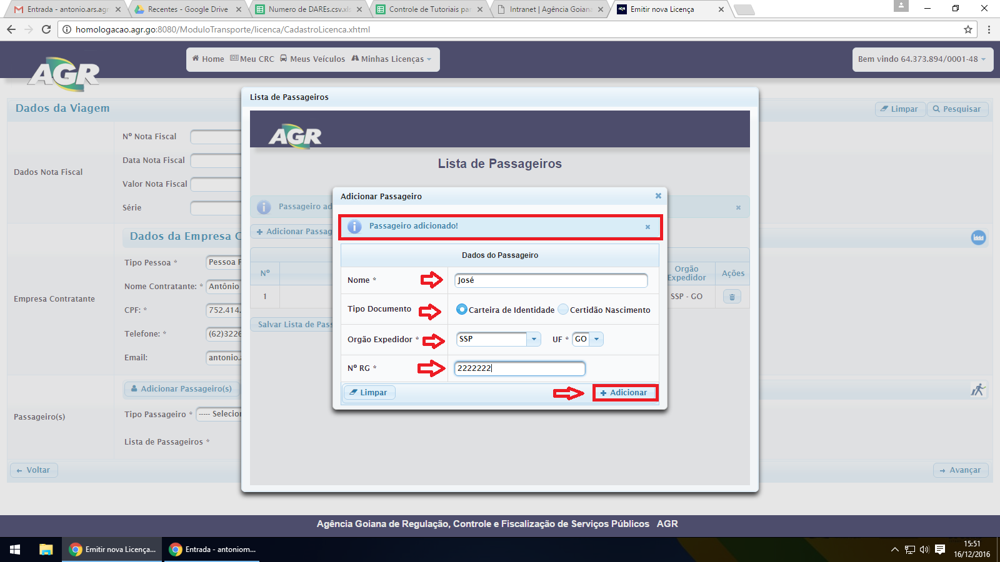 Entrada - antonio.ars.agr
Recentes - Google Drive
Numero de DAREs.csv.xls
Controle de Tutoriais par
Intranet | Agência Goiana
Emitir nova Licença
homologacao.agr.go:8080/ModuloTransporte/licenca/CadastroLicenca.xhtml
AGR
Home
Meu CRC
Meus Veículos
Minhas Licenças
Bem vindo 64.373.894/0001-48
Dados da Viagem
Limpar
Pesquisar
Dados Nota Fiscal
Nº Nota Fiscal
Data Nota Fiscal
Valor Nota Fiscal
Série
Empresa Contratante
Dados da Empresa C
Tipo Pessoa *
Pessoa F
Nome Contratante: *
Antônio
CPF: *
752.414.
Telefone: *
(62)3226
Email:
antonio.a
Passageiro(s)
Adicionar Passageiro(s)
Tipo Passageiro *
----- Selecion
Lista de Passageiros *
Voltar
Avançar
Lista de Passageiros
AGR
Lista de Passageiros
Passageiro ad
Adicionar Passag
Nº
Orgão
Expedidor
Ações
1
SSP - GO
Salvar Lista de Pass
Adicionar Passageiro
Passageiro adicionado!
Dados do Passageiro
Nome *
José
Tipo Documento
Carteira de Identidade
Certidão Nascimento
Orgão Expedidor *
SSP
UF *
GO
Nº RG *
2222222
Limpar
Adicionar
Agência Goiana de Regulação, Controle e Fiscalização de Serviços Públicos AGR
Emitir nova Licença...
Entrada - antoniom...
15:51
16/12/2016